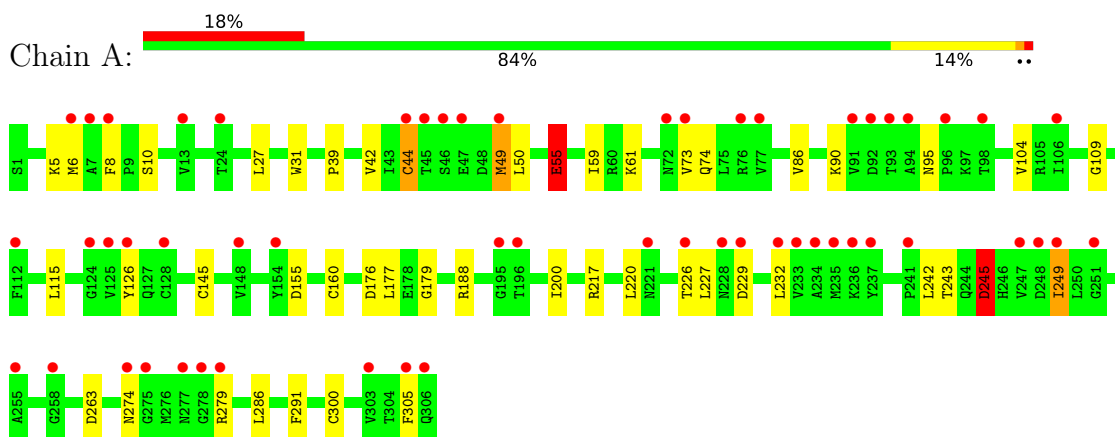 18%
Chain A:
84%
14%
••
S1
K5
M6
A7
F8
P9
S10
V13
T24
L27
W31
P39
V42
I43
C44
T45
S46
E47
D48
M49
L50
E55
I59
R60
K61
N72
V73
Q74
L75
R76
V77
V86
K90
V91
D92
T93
A94
N95
P96
K97
T98
V104
R105
I106
G109
F112
L115
G124
V125
Y126
Q127
C128
C145
V148
Y154
D155
C160
D176
L177
E178
G179
R188
G195
T196
I200
R217
L220
N221
T226
L227
N228
D229
L232
V233
A234
M235
K236
Y237
P241
L242
T243
Q244
D245
H246
V247
D248
I249
L250
G251
A255
G258
D263
N274
G275
M276
N277
G278
R279
L286
F291
C300
V303
T304
F305
Q306